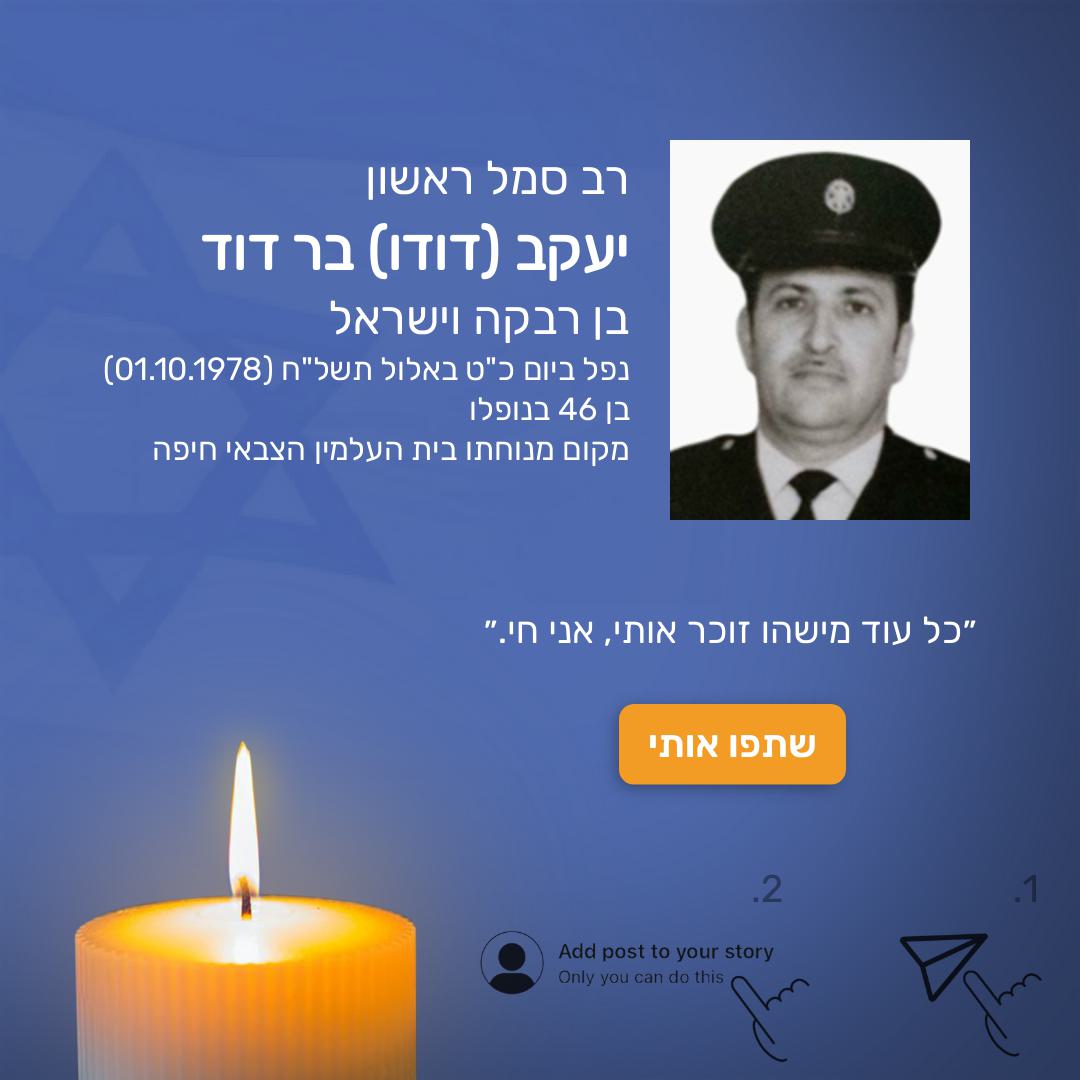 רב סמל ראשון
יעקב (דודו) בר דוד
בן רבקה וישראל
נפל ביום כ"ט באלול תשל"ח (01.10.1978)
בן 46 בנופלו
מקום מנוחתו בית העלמין הצבאי חיפה
״כל עוד מישהו זוכר אותי, אני חי.״
שתפו אותי
1.
2.
Add post to your story
Only you can do this